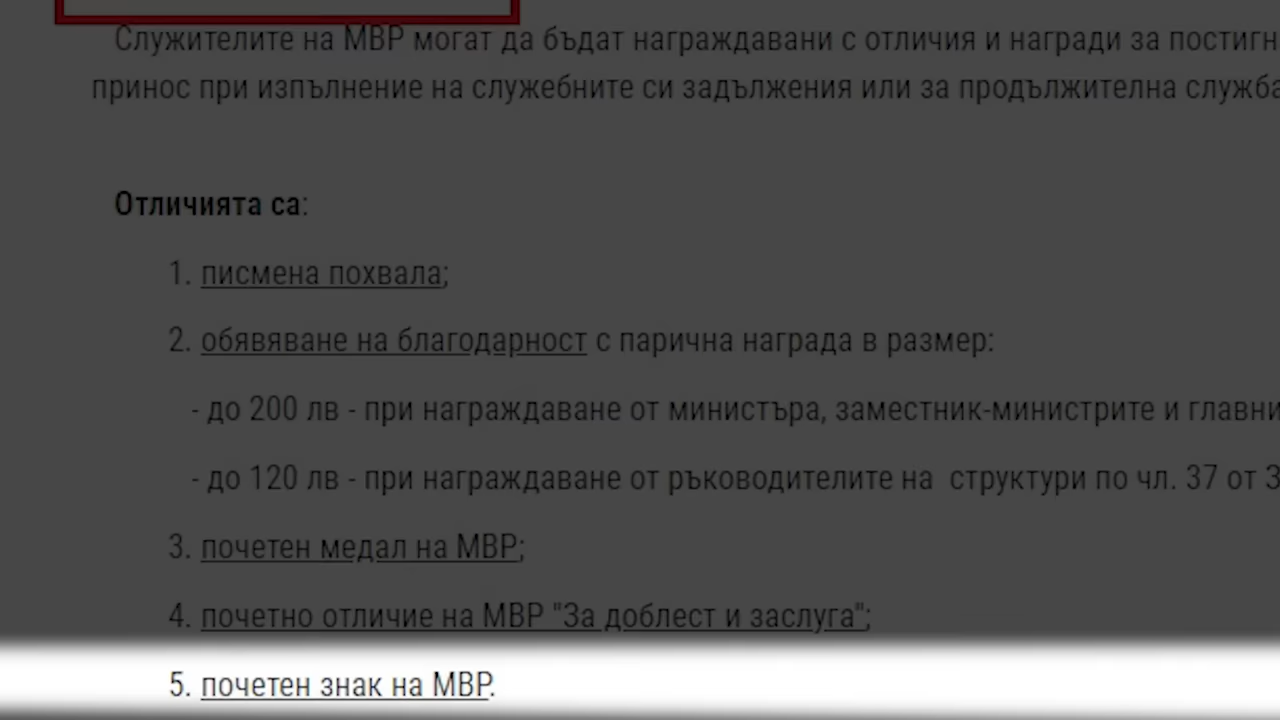 Служителите на МВР могат да бъдат награждавани с отличия и награди за
принос при изпълнение на служебните си задължения или за продължителна служба
Отличията са:
1. писмена похвала;
2. обявяване на благодарност с парична награда в размер:
- до 200 лв - при награждаване от министъра, заместник-министрите и
- до 120 лв - при награждаване от ръководителите на структури по чл. 37 от
3. почетен медал на МВР;
4. почетно отличие на МВР "За доблест и заслуга";
5. почетен знак на МВР.